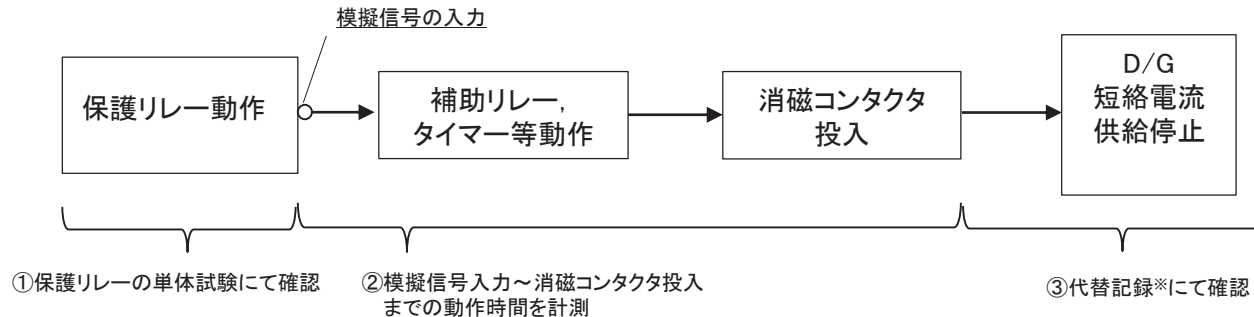 模擬信号の入力
保護リレー動作
補助リレー,
タイマー等動作
消磁コンタクタ
投入
D/G
短絡電流
供給停止
①保護リレーの単体試験にて確認
②模擬信号入力～消磁コンタクタ投入
までの動作時間を計測
③代替記録※にて確認